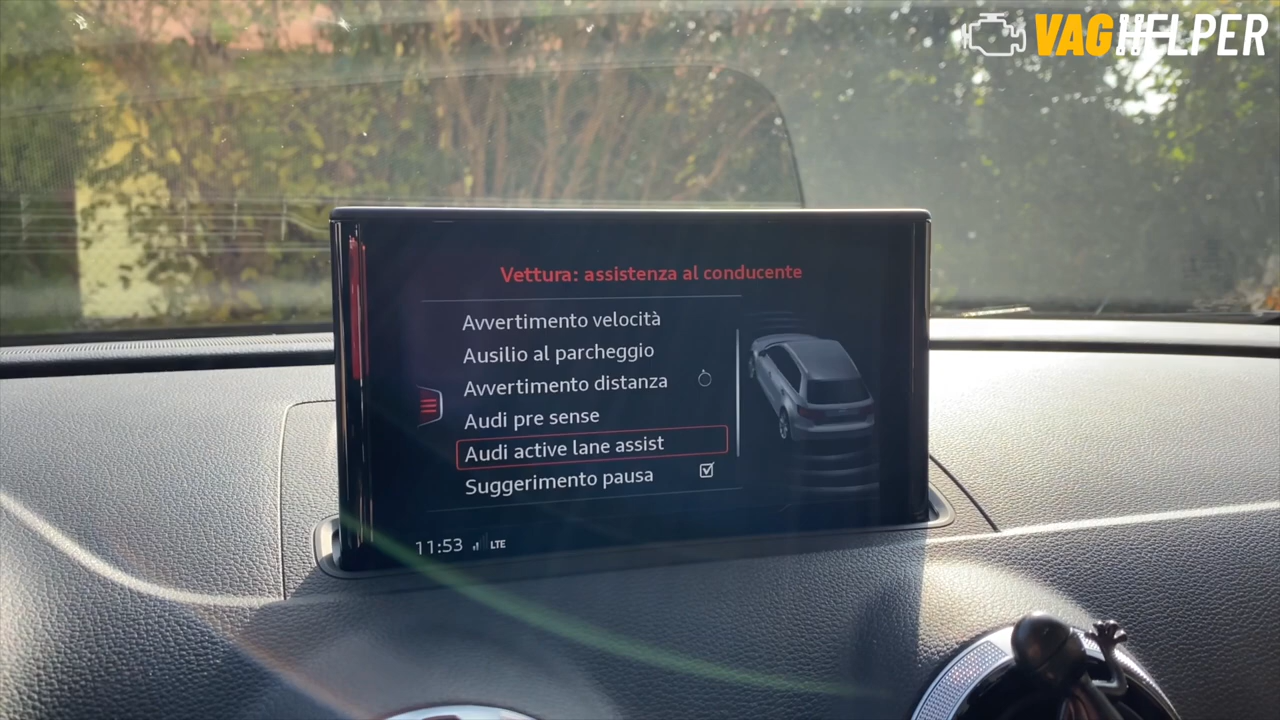 VAGHELPER
Vettura: assistenza al conducente
Avvertimento velocità
Ausilio al parcheggio
Avvertimento distanza
Audi pre sense
Audi active lane assist
Suggerimento pausa
11:53 LTE